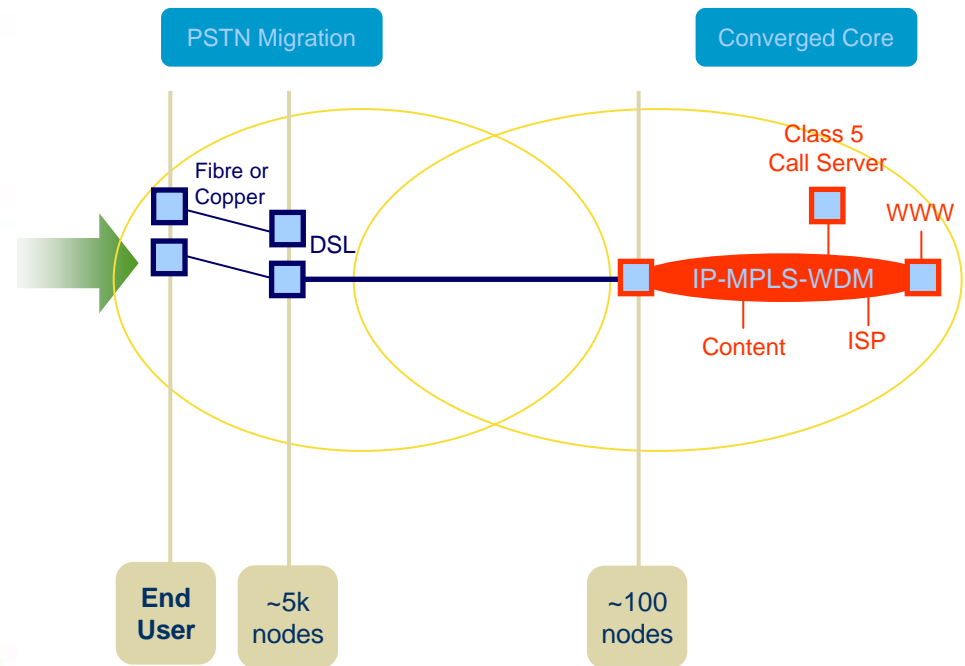 PSTN Migration
Converged Core
Class 5
Call Server
Fibre or
Copper
WWW
DSL
IP-MPLS-WDM
Content
ISP
End
User
~5k
nodes
~100
nodes